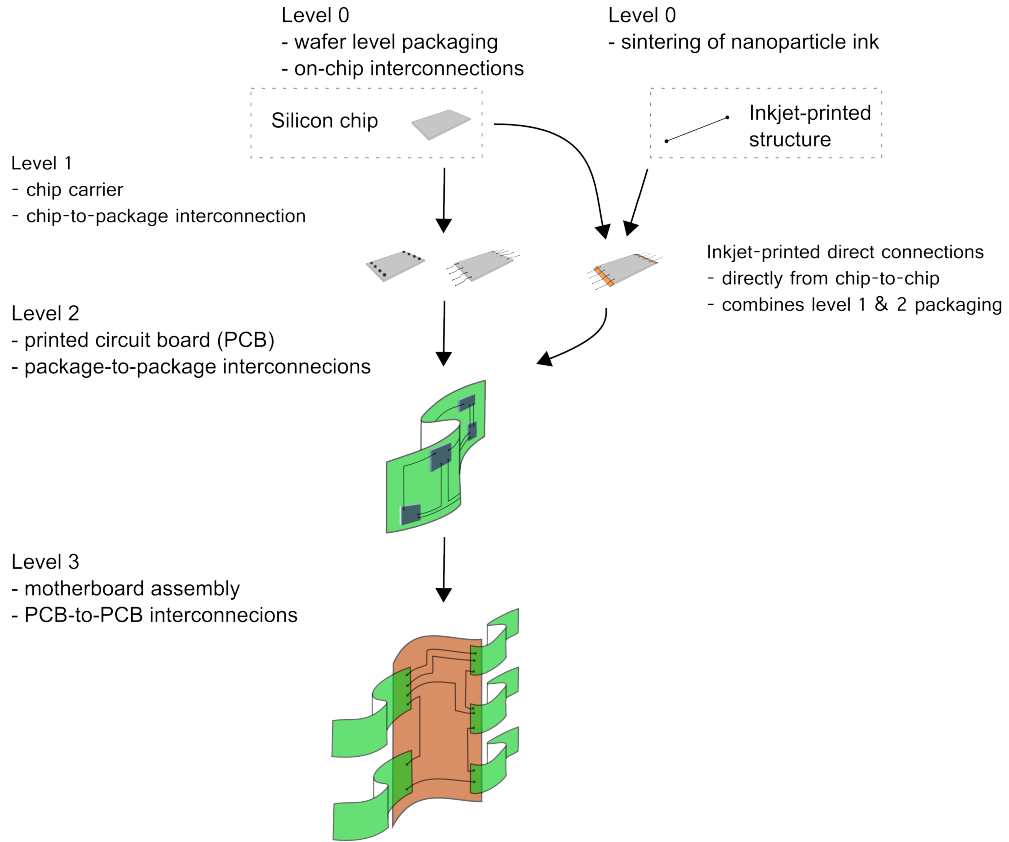 Level 0
- wafer level packaging
- on-chip interconnections
Level 0
- sintering of nanoparticle ink
Silicon chip
Inkjet-printed
structure
Level 1
- chip carrier
- chip-to-package interconnection
Inkjet-printed direct connections
- directly from chip-to-chip
- combines level 1 & 2 packaging
Level 2
- printed circuit board (PCB)
- package-to-package interconnecions
Level 3
- motherboard assembly
- PCB-to-PCB interconnecions